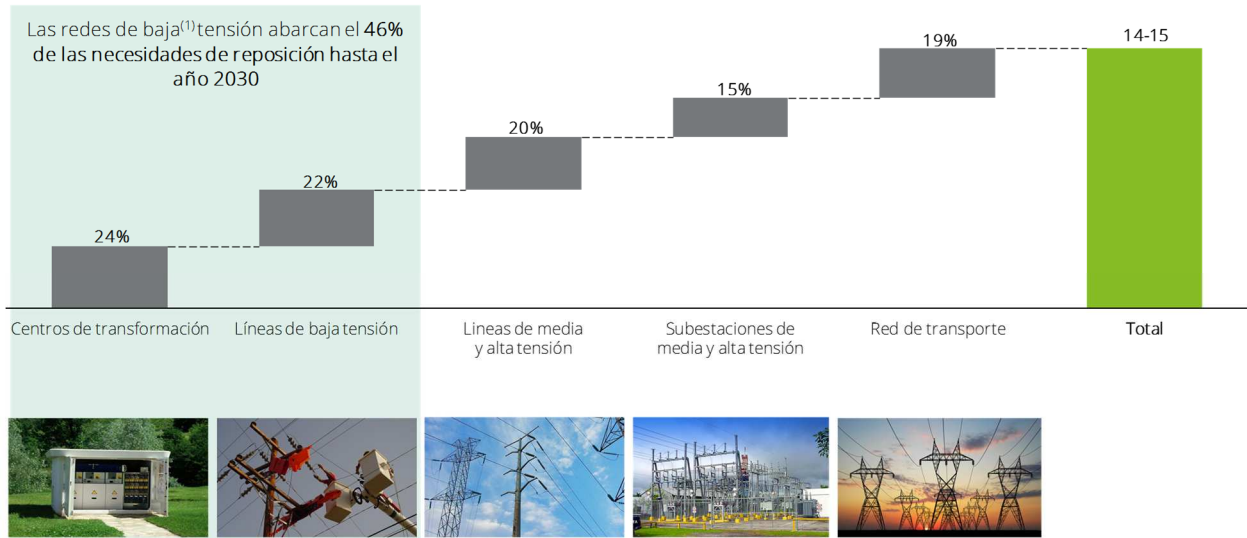 Las redes de baja(1) tensión abarcan el 46%
de las necesidades de reposición hasta el
año 2030
24%
22%
20%
15%
19%
14-15
Centros de transformación
Líneas de baja tensión
Lineas de media
y alta tensión
Subestaciones de
media y alta tensión
Red de transporte
Total